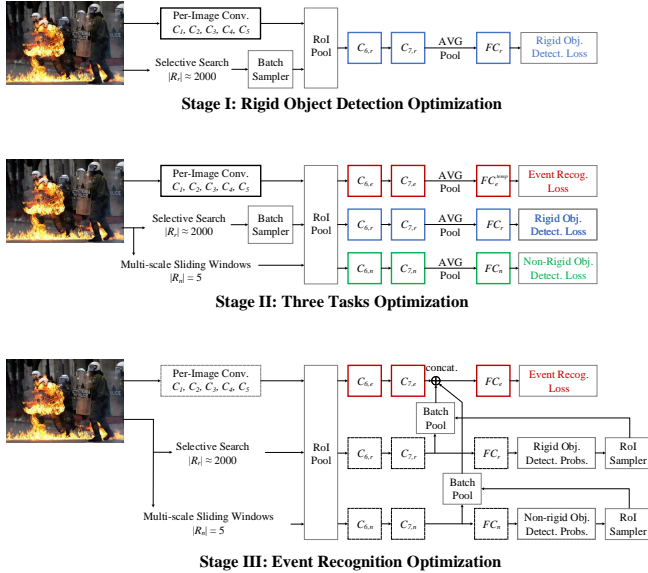 Per-Image Conv.
C1, C2, C3, C4, C5
Selective Search
|Rr| ≈ 2000
Batch
Sampler
RoI
Pool
C6,r
C7,r
AVG
Pool
FCr
Rigid Obj.
Detect. Loss
Stage I: Rigid Object Detection Optimization
Per-Image Conv.
C1, C2, C3, C4, C5
Selective Search
|Rr| ≈ 2000
Batch
Sampler
Multi-scale Sliding Windows
|Rn| = 5
RoI
Pool
C6,e
C7,e
AVG
Pool
FCe temp
Event Recog.
Loss
C6,r
C7,r
AVG
Pool
FCr
Rigid Obj.
Detect. Loss
C6,n
C7,n
AVG
Pool
FCn
Non-Rigid Obj.
Detect. Loss
Stage II: Three Tasks Optimization
Per-Image Conv.
C1, C2, C3, C4, C5
Selective Search
|Rr| ≈ 2000
Multi-scale Sliding Windows
|Rn| = 5
RoI
Pool
C6,e
C7,e
concat.
FCe
Event Recog.
Loss
Batch
Pool
C6,r
C7,r
FCr
Rigid Obj.
Detect. Probs.
RoI
Sampler
Batch
Pool
C6,n
C7,n
FCn
Non-rigid Obj.
Detect. Probs.
RoI
Sampler
Stage III: Event Recognition Optimization